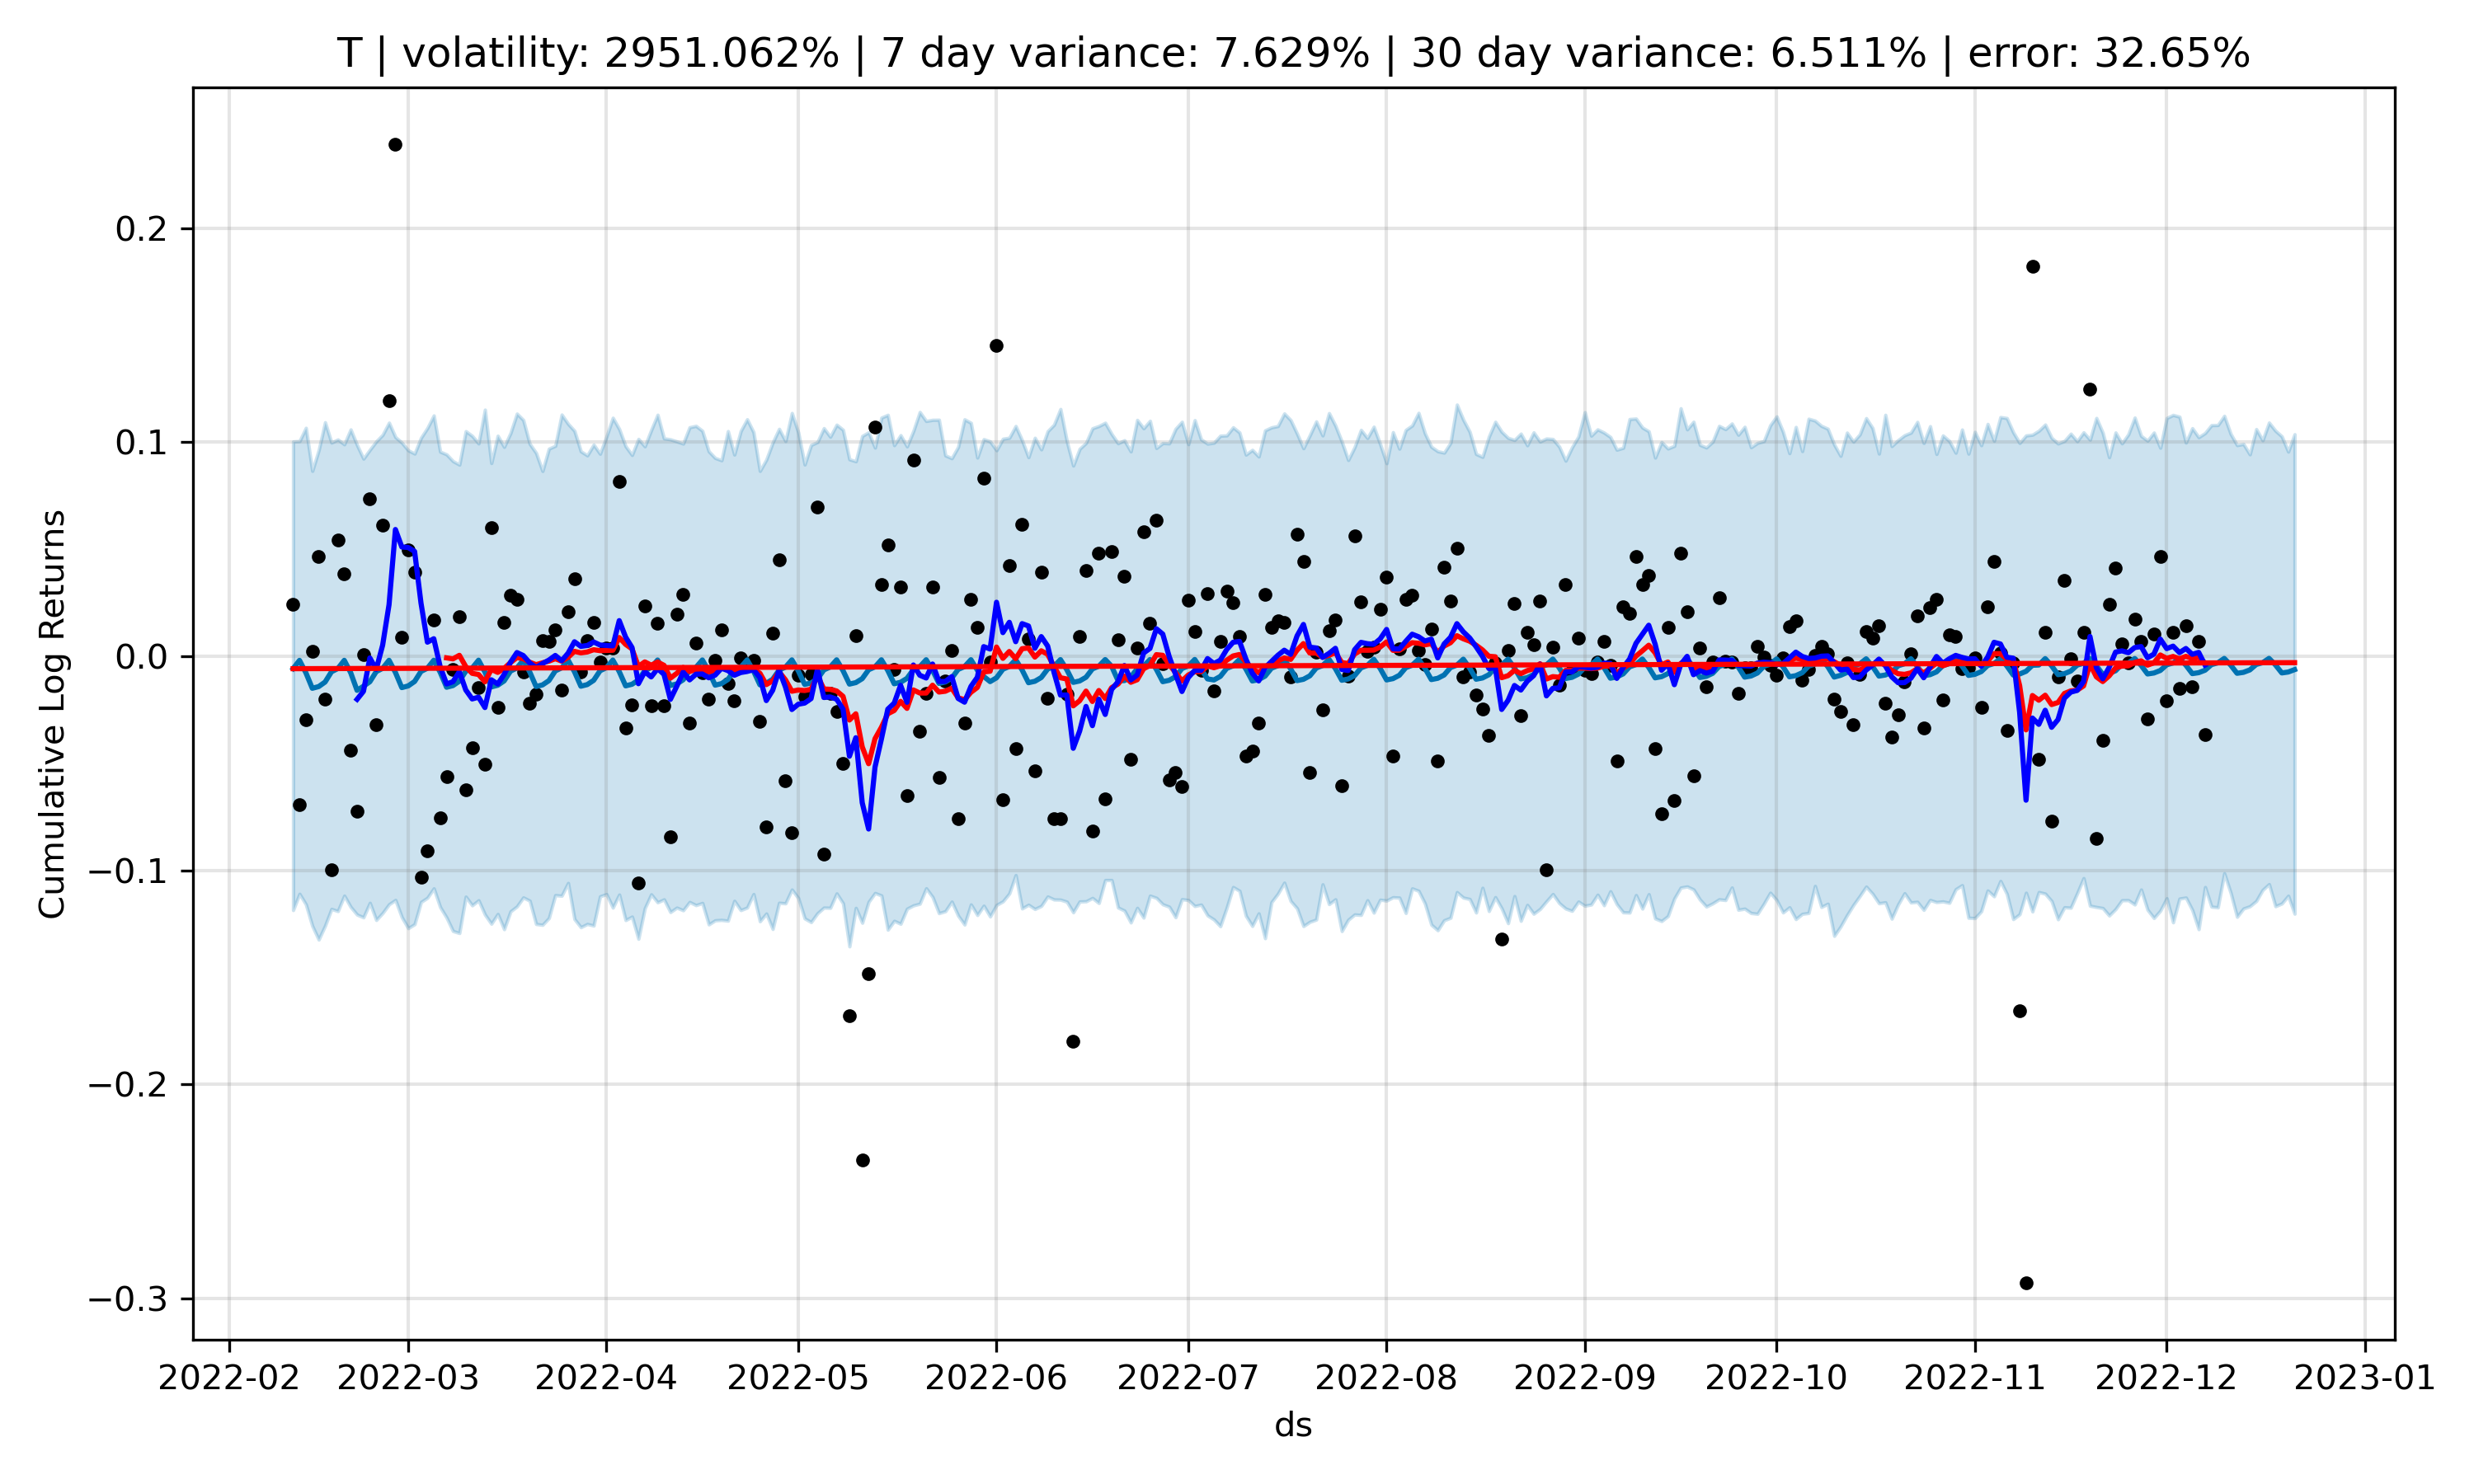 T | volatility: 2951.062% | 7 day variance: 7.629% | 30 day variance: 6.511% | error: 32.65%
Cumulative Log Returns
0.2
0.1
0.0
−0.1
−0.2
−0.3
2022-02 2022-03 2022-04 2022-05 2022-06 2022-07 2022-08 2022-09 2022-10 2022-11 2022-12 2023-01
ds